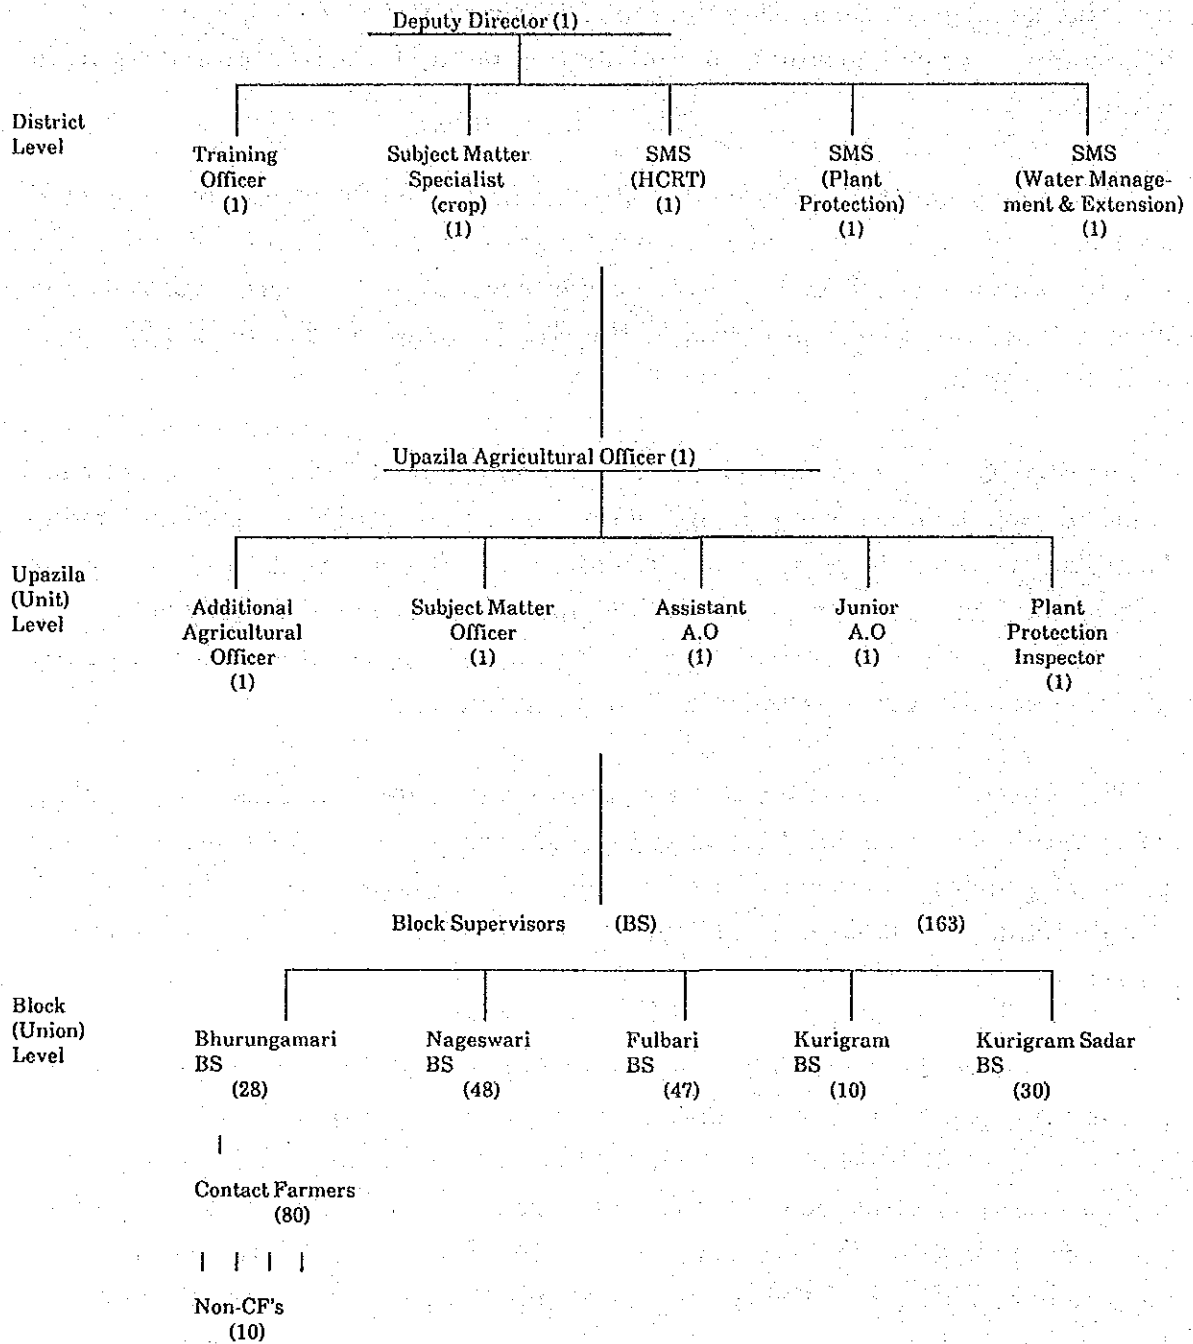 Deputy Director (1)
District
Level
Training
Officer
(1)
Subject Matter
Specialist
(crop)
(1)
SMS
(HCRT)
(1)
SMS
(Plant
Protection)
(1)
SMS
(Water Manage-
ment & Extension)
(1)
Upazila Agricultural Officer (1)
Upazila
(Unit)
Level
Additional
Agricultural
Officer
(1)
Subject Matter
Officer
(1)
Assistant
A.O
(1)
Junior
A.O
(1)
Plant
Protection
Inspector
(1)
Block Supervisors (BS) (163)
Block
(Union)
Level
Bhurungamari
BS
(28)
Nageswari
BS
(48)
Fulbari
BS
(47)
Kurigram
BS
(10)
Kurigram Sadar
BS
(30)
Contact Farmers
(80)
Non-CF's
(10)